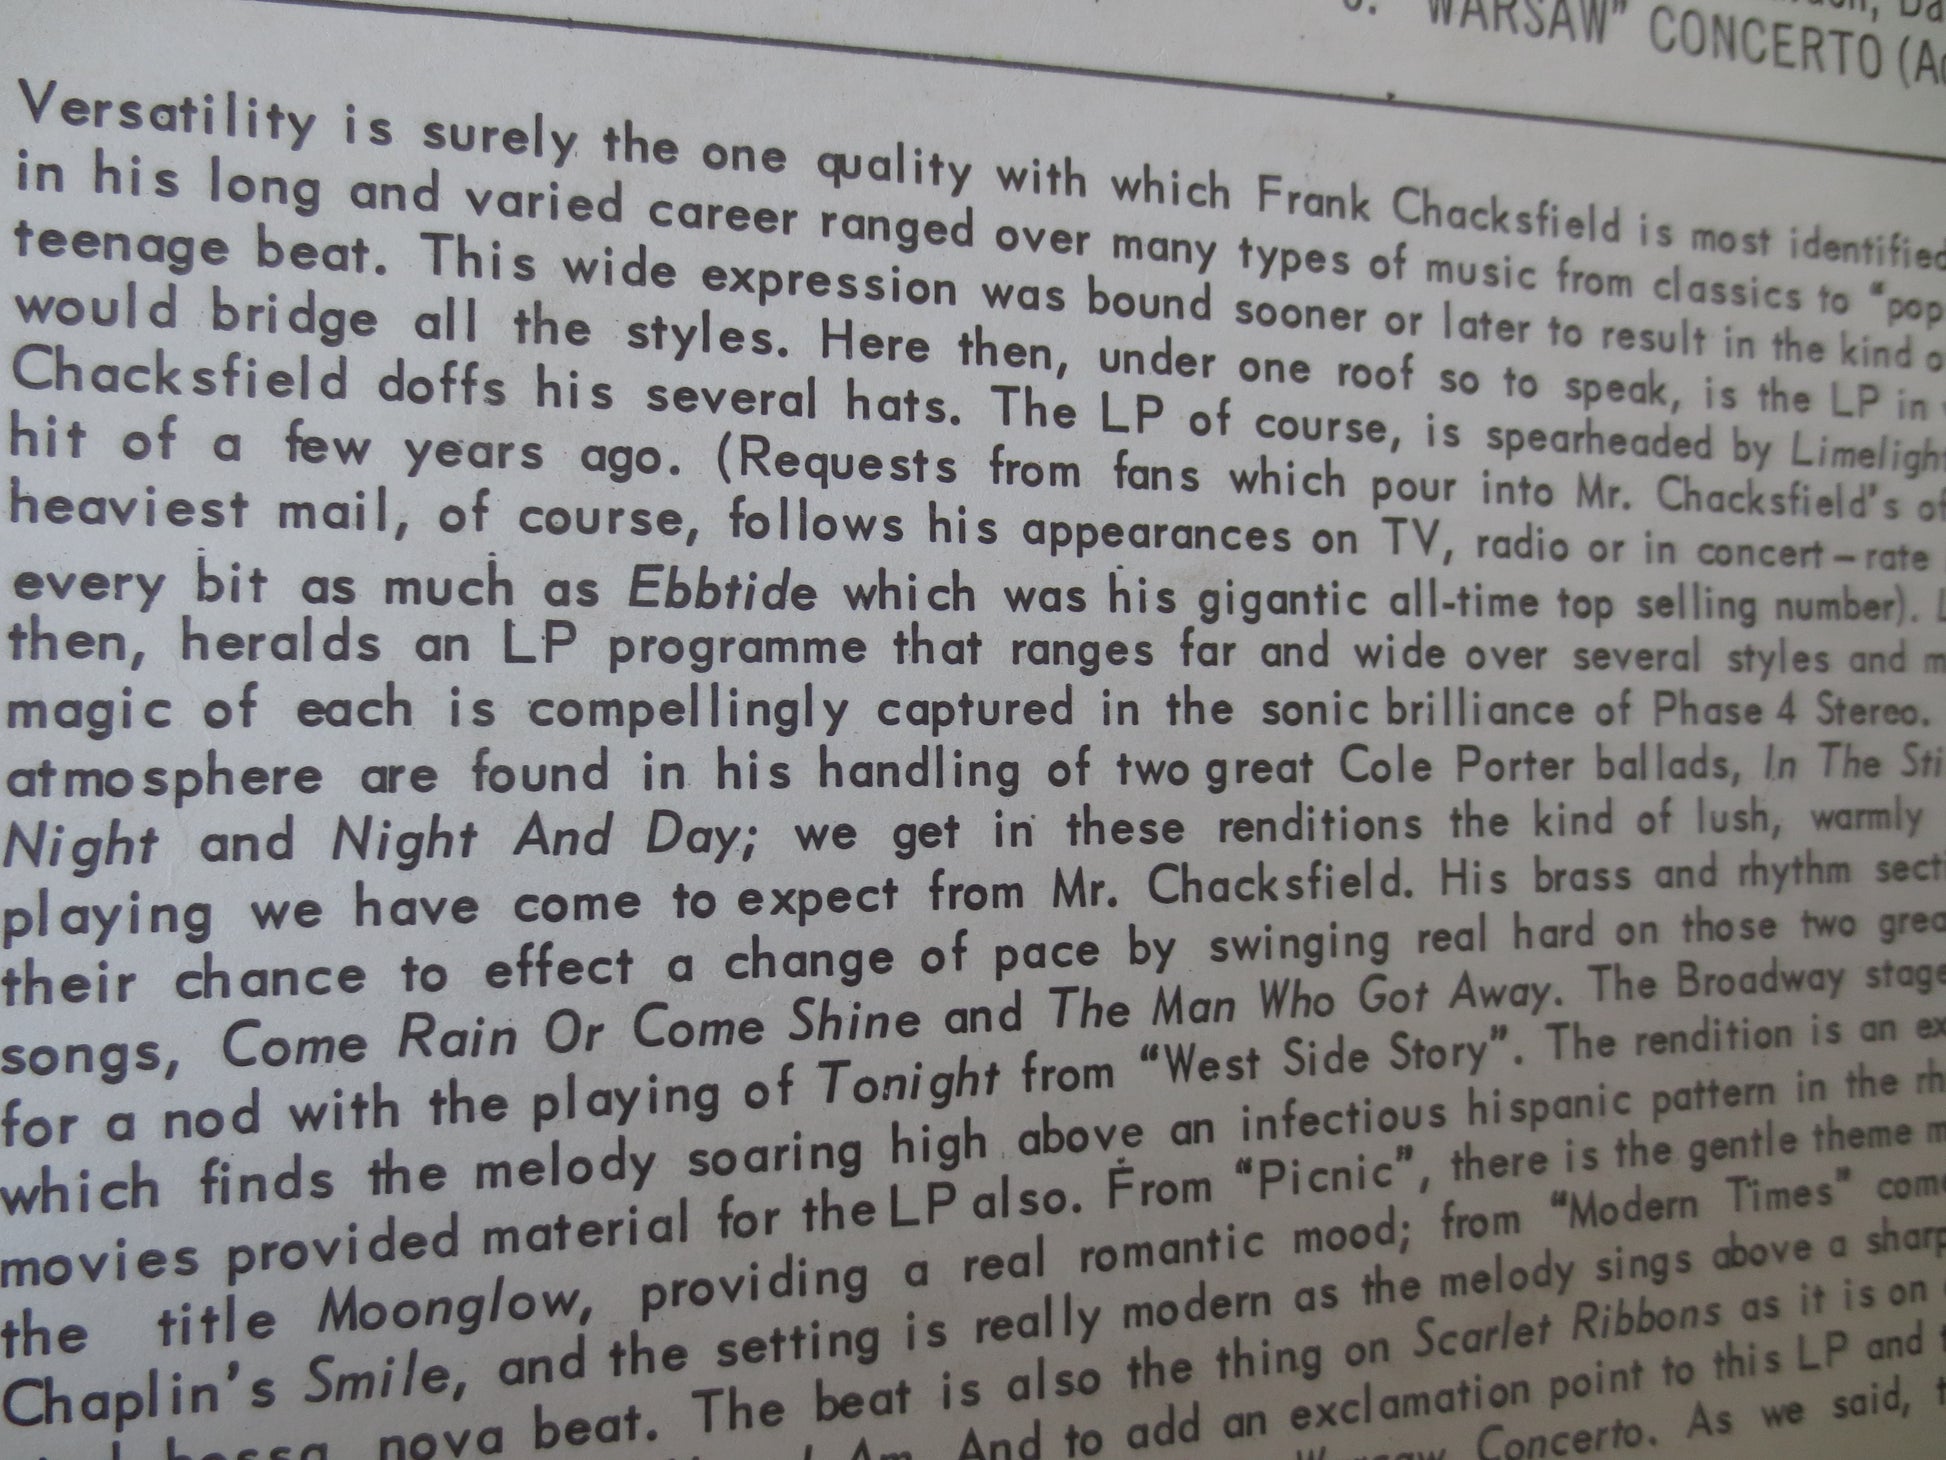 "WARSAW" CONCERTO
Versatility is surely the one quality with which Frank Chacksfield is most identified
in his long and varied career ranged over many types of music from classics to "pop
teenage beat. This wide expression was bound sooner or later to result in the kind
would bridge all the styles. Here then, under one roof so to speak, is the LP in
Chacksfield doffs his several hats. The LP of course, is spearheaded by Limelight
hit of a few years ago. (Requests from fans which pour into Mr. Chacksfield's
heaviest mail, of course, follows his appearances on TV, radio or in concert – rate
every bit as much as Ebbtide which was his gigantic all-time top selling number).
then, heralds an LP programme that ranges far and wide over several styles and
magic of each is compellingly captured in the sonic brilliance of Phase 4 Stereo.
atmosphere are found in his handling of two great Cole Porter ballads, In The
Night and Night And Day; we get in these renditions the kind of lush, warmly
playing we have come to expect from Mr. Chacksfield. His brass and rhythm
their chance to effect a change of pace by swinging real hard on those two
songs, Come Rain Or Come Shine and The Man Who Got Away. The Broadway stage
for a nod with the playing of Tonight from "West Side Story". The rendition is an
which finds the melody soaring high above an infectious hispanic pattern in the
movies provided material for the LP also. From "Picnic", there is the gentle theme
the title Moonglow, providing a real romantic mood; from "Modern Times"
Chaplin's Smile, and the setting is really modern as the melody sings above a
bossa nova beat. The beat is also the thing on Scarlet Ribbons as it is on
Am. And to add an exclamation point to this LP and
Warsaw Concerto. As we said,